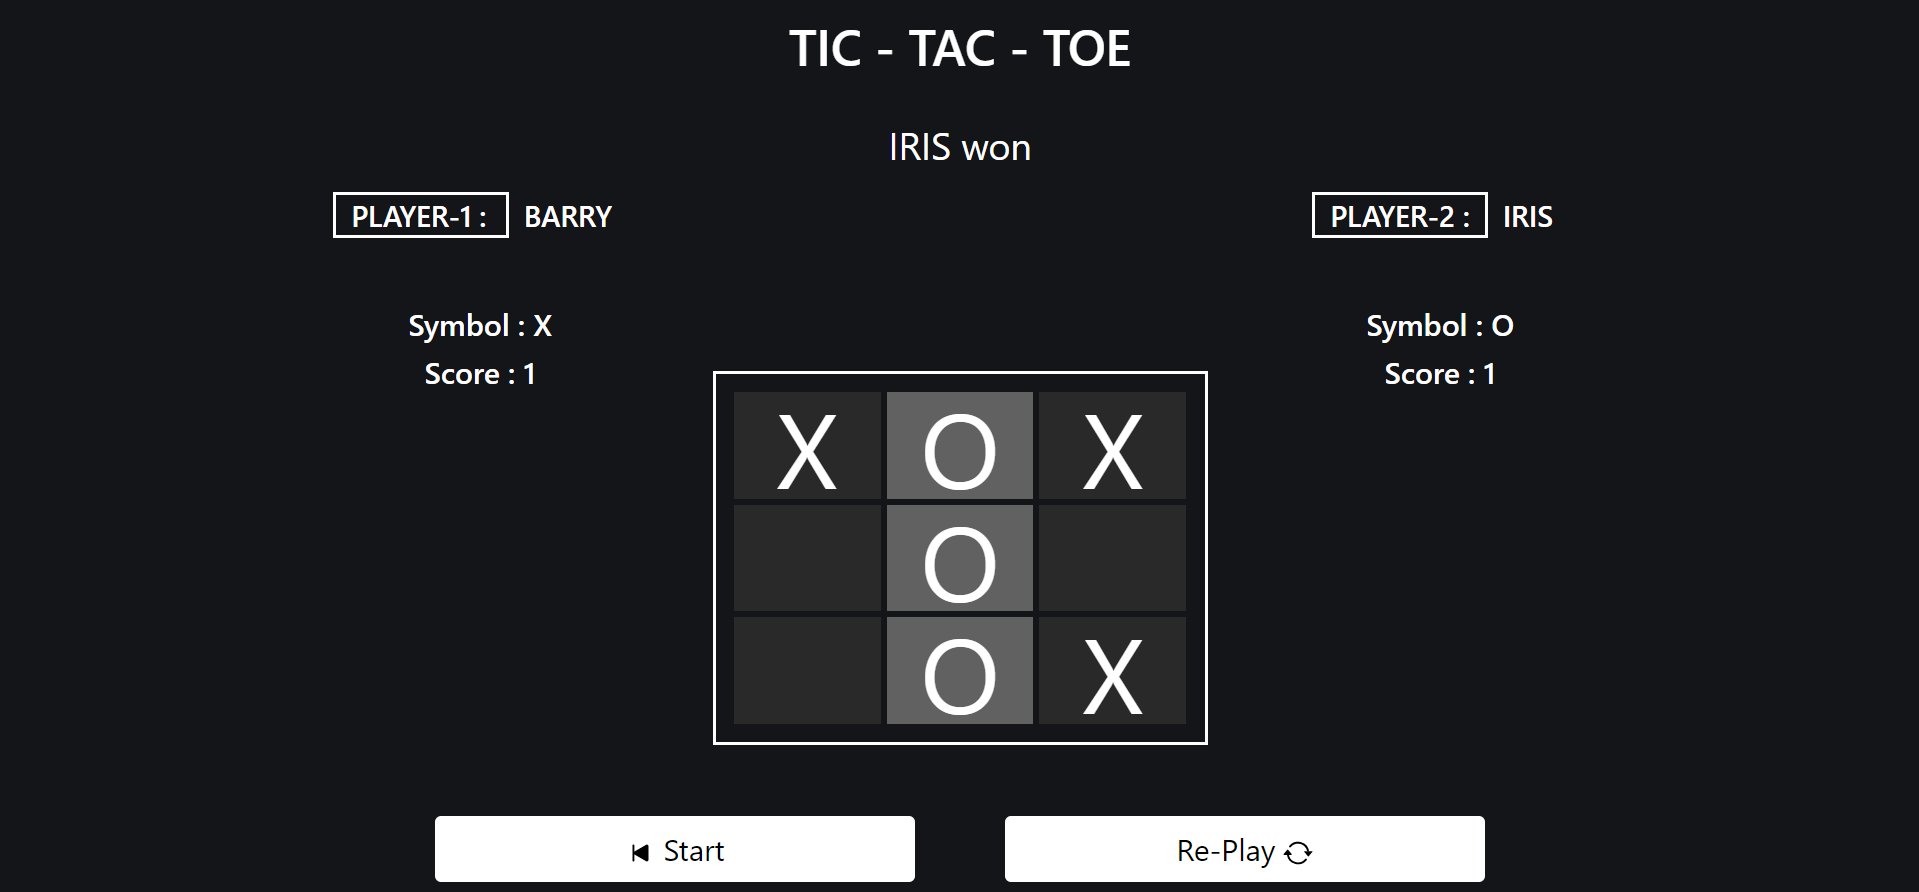 TIC - TAC - TOE
IRIS won
PLAYER-1 : BARRY
PLAYER-2 : IRIS
Symbol : X
Score : 1
Symbol : O
Score : 1
X O X
O
O X
Start
Re-Play